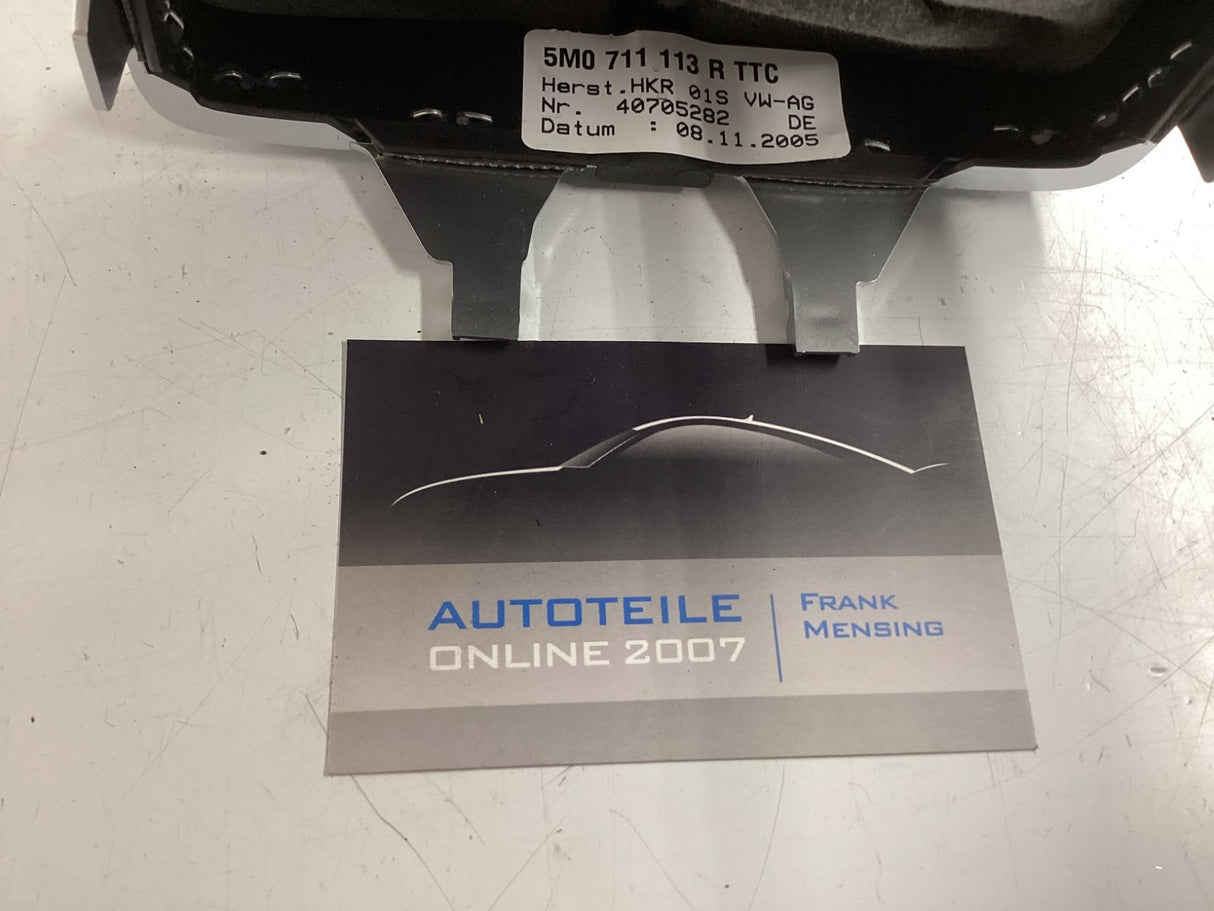 5M0 711 113 R TTC
Herst.HKR 01S VW-AG
Nr. 40705282 DE
Datum : 08.11.2005
AUTOTEILE
ONLINE 2007
FRANK
MENSING